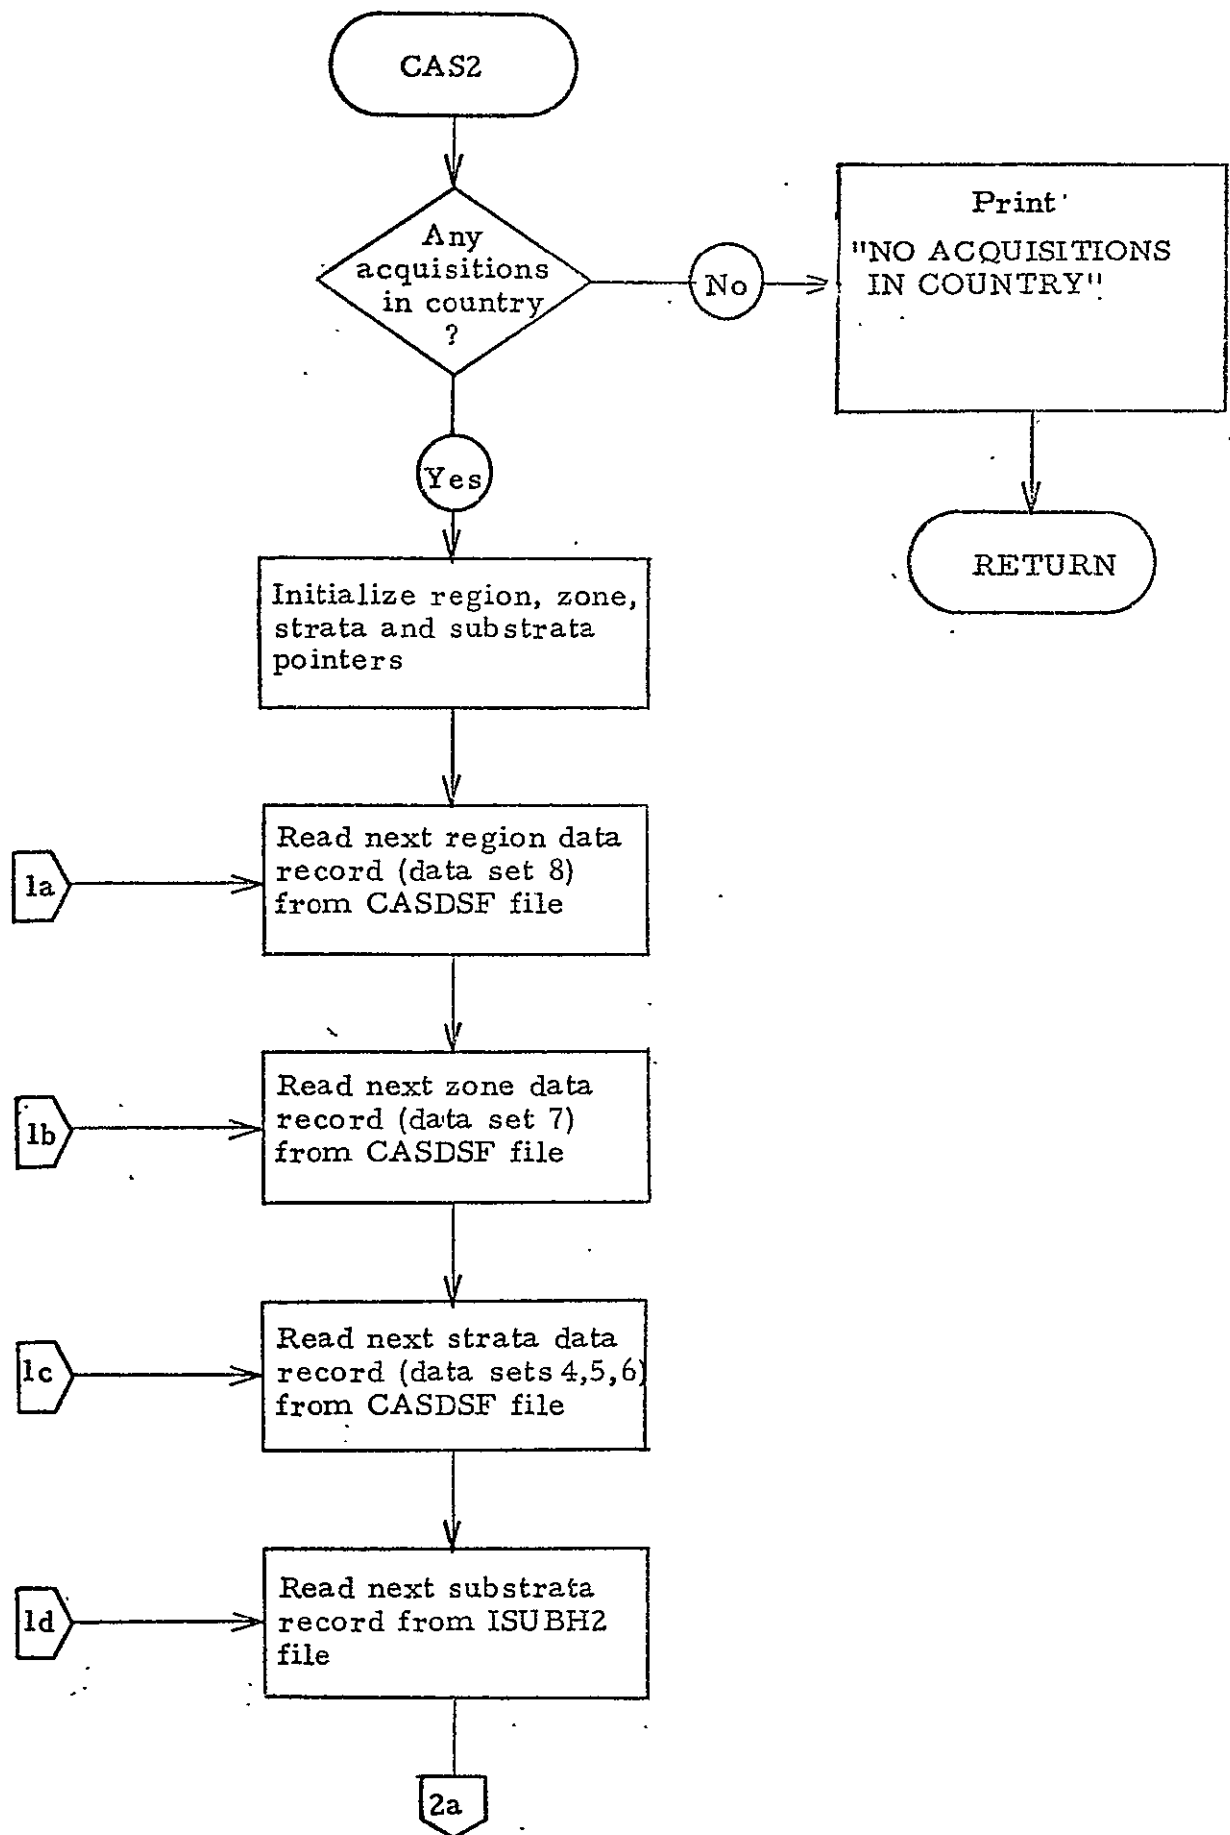 CAS2
Any
acquisitions
in country
?
No
Print
"NO ACQUISITIONS
IN COUNTRY"
RETURN
Yes
Initialize region, zone,
strata and substrata
pointers
1a
Read next region data
record (data set 8)
from CASDSF file
1b
Read next zone data
record (data set 7)
from CASDSF file
1c
Read next strata data
record (data sets 4,5,6)
from CASDSF file
1d
Read next substrata
record from ISUBH2
file
2a